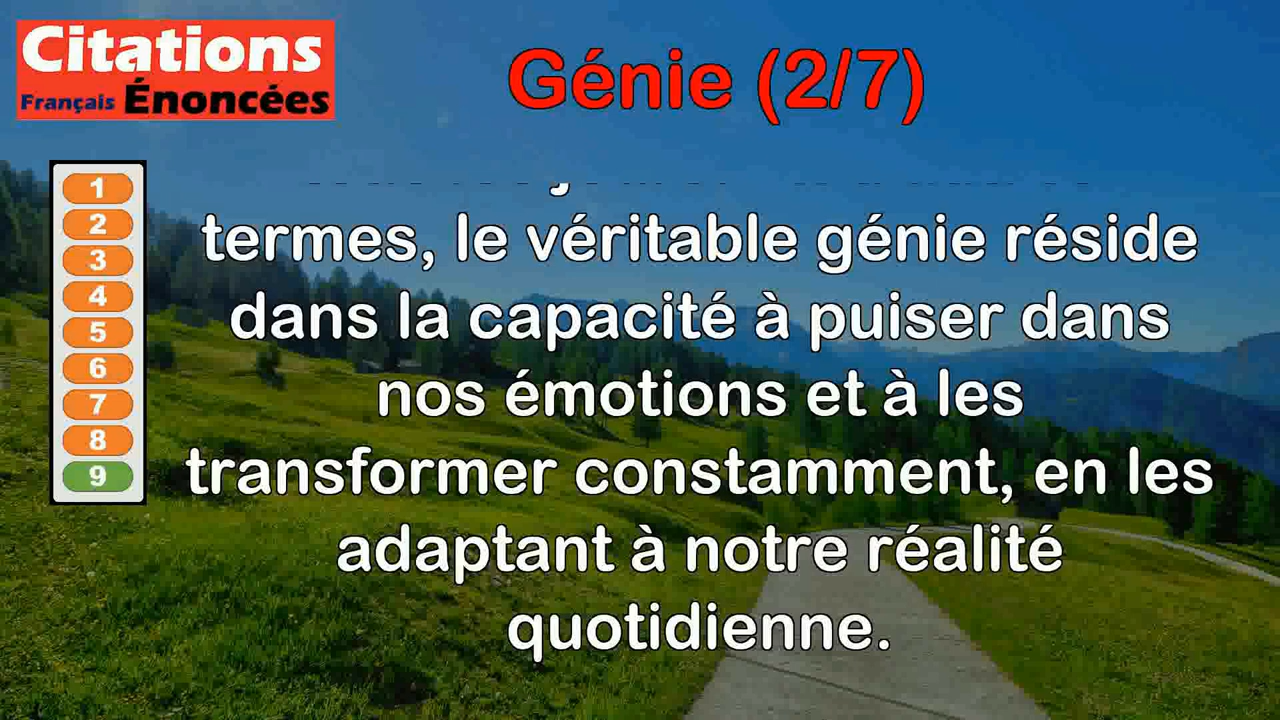 Citations
Français Énoncées
Génie (2/7)
1
2
3
4
5
6
7
8
9
termes, le véritable génie réside
dans la capacité à puiser dans
nos émotions et à les
transformer constamment, en les
adaptant à notre réalité
quotidienne.